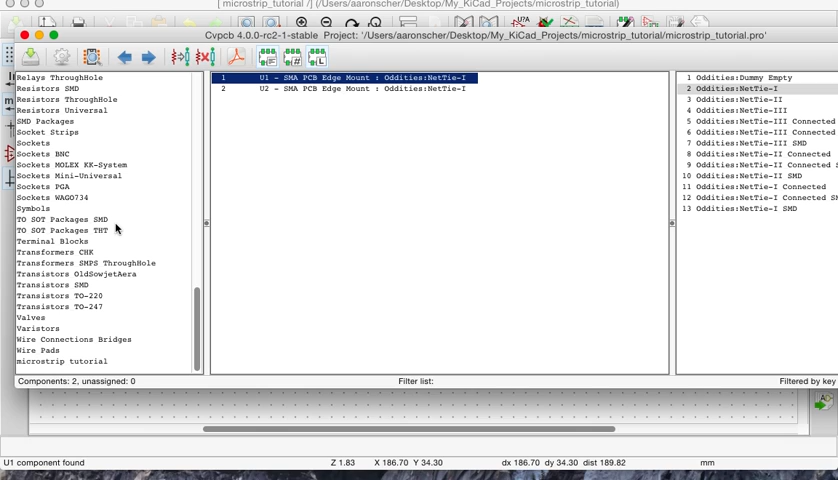 [ microstrip_tutorial /] (/Users/aaronscher/Desktop/My_KiCad_Projects/microstrip_tutorial)
Cvpcb 4.0.0-rc2-1-stable Project: '/Users/aaronscher/Desktop/My_KiCad_Projects/microstrip_tutorial/microstrip_tutorial.pro'
Relays ThroughHole
Resistors SMD
Resistors ThroughHole
Resistors Universal
SMD Packages
Socket Strips
Sockets
Sockets BNC
Sockets MOLEX KK-System
Sockets Mini-Universal
Sockets PGA
Sockets WAGO734
Symbols
TO SOT Packages SMD
TO SOT Packages THT
Terminal Blocks
Transformers CHK
Transformers SMPS ThroughHole
Transistors OldSowjetAera
Transistors SMD
Transistors TO-220
Transistors TO-247
Valves
Varistors
Wire Connections Bridges
Wire Pads
microstrip tutorial
1 U1 - SMA PCB Edge Mount : Oddities:NetTie-I
2 U2 - SMA PCB Edge Mount : Oddities:NetTie-I
1 Oddities:Dummy Empty
2 Oddities:NetTie-I
3 Oddities:NetTie-II
4 Oddities:NetTie-III
5 Oddities:NetTie-III Connected
6 Oddities:NetTie-III Connected
7 Oddities:NetTie-III SMD
8 Oddities:NetTie-II Connected
9 Oddities:NetTie-II Connected S
10 Oddities:NetTie-II SMD
11 Oddities:NetTie-I Connected
12 Oddities:NetTie-I Connected SM
13 Oddities:NetTie-I SMD
Components: 2, unassigned: 0
Filter list:
Filtered by key
U1 component found
Z 1.83
X 186.70 Y 34.30
dx 186.70 dy 34.30 dist 189.82
mm